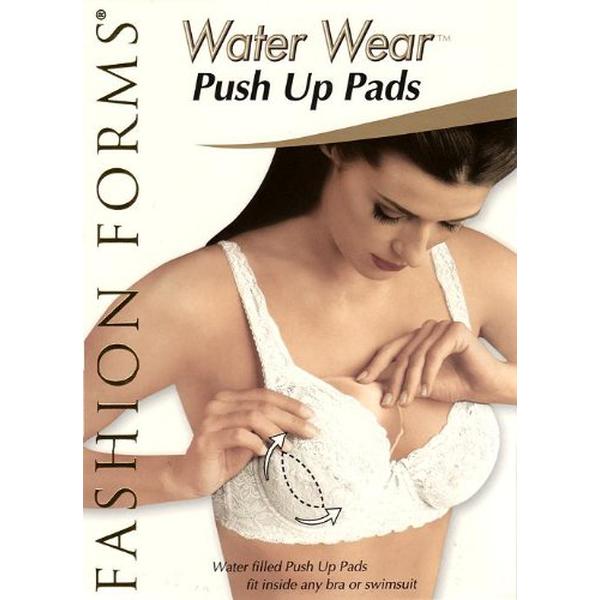 FASHION FORMS®
Water Wear™
Push Up Pads
Water filled Push Up Pads
fit inside any bra or swimsuit